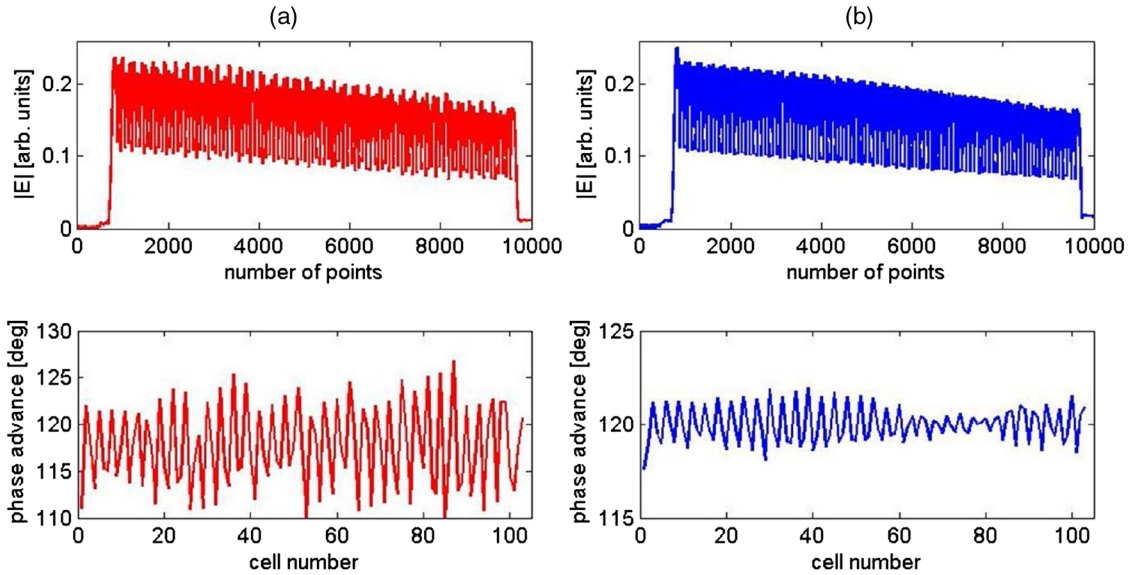 (a)
(b)
|E| [arb. units]
0.2
0.1
0
0 2000 4000 6000 8000 10000
number of points
|E| [arb. units]
0.2
0.1
0
0 2000 4000 6000 8000 10000
number of points
phase advance [deg]
130
125
120
115
110
0 20 40 60 80 100
cell number
phase advance [deg]
125
120
115
0 20 40 60 80 100
cell number